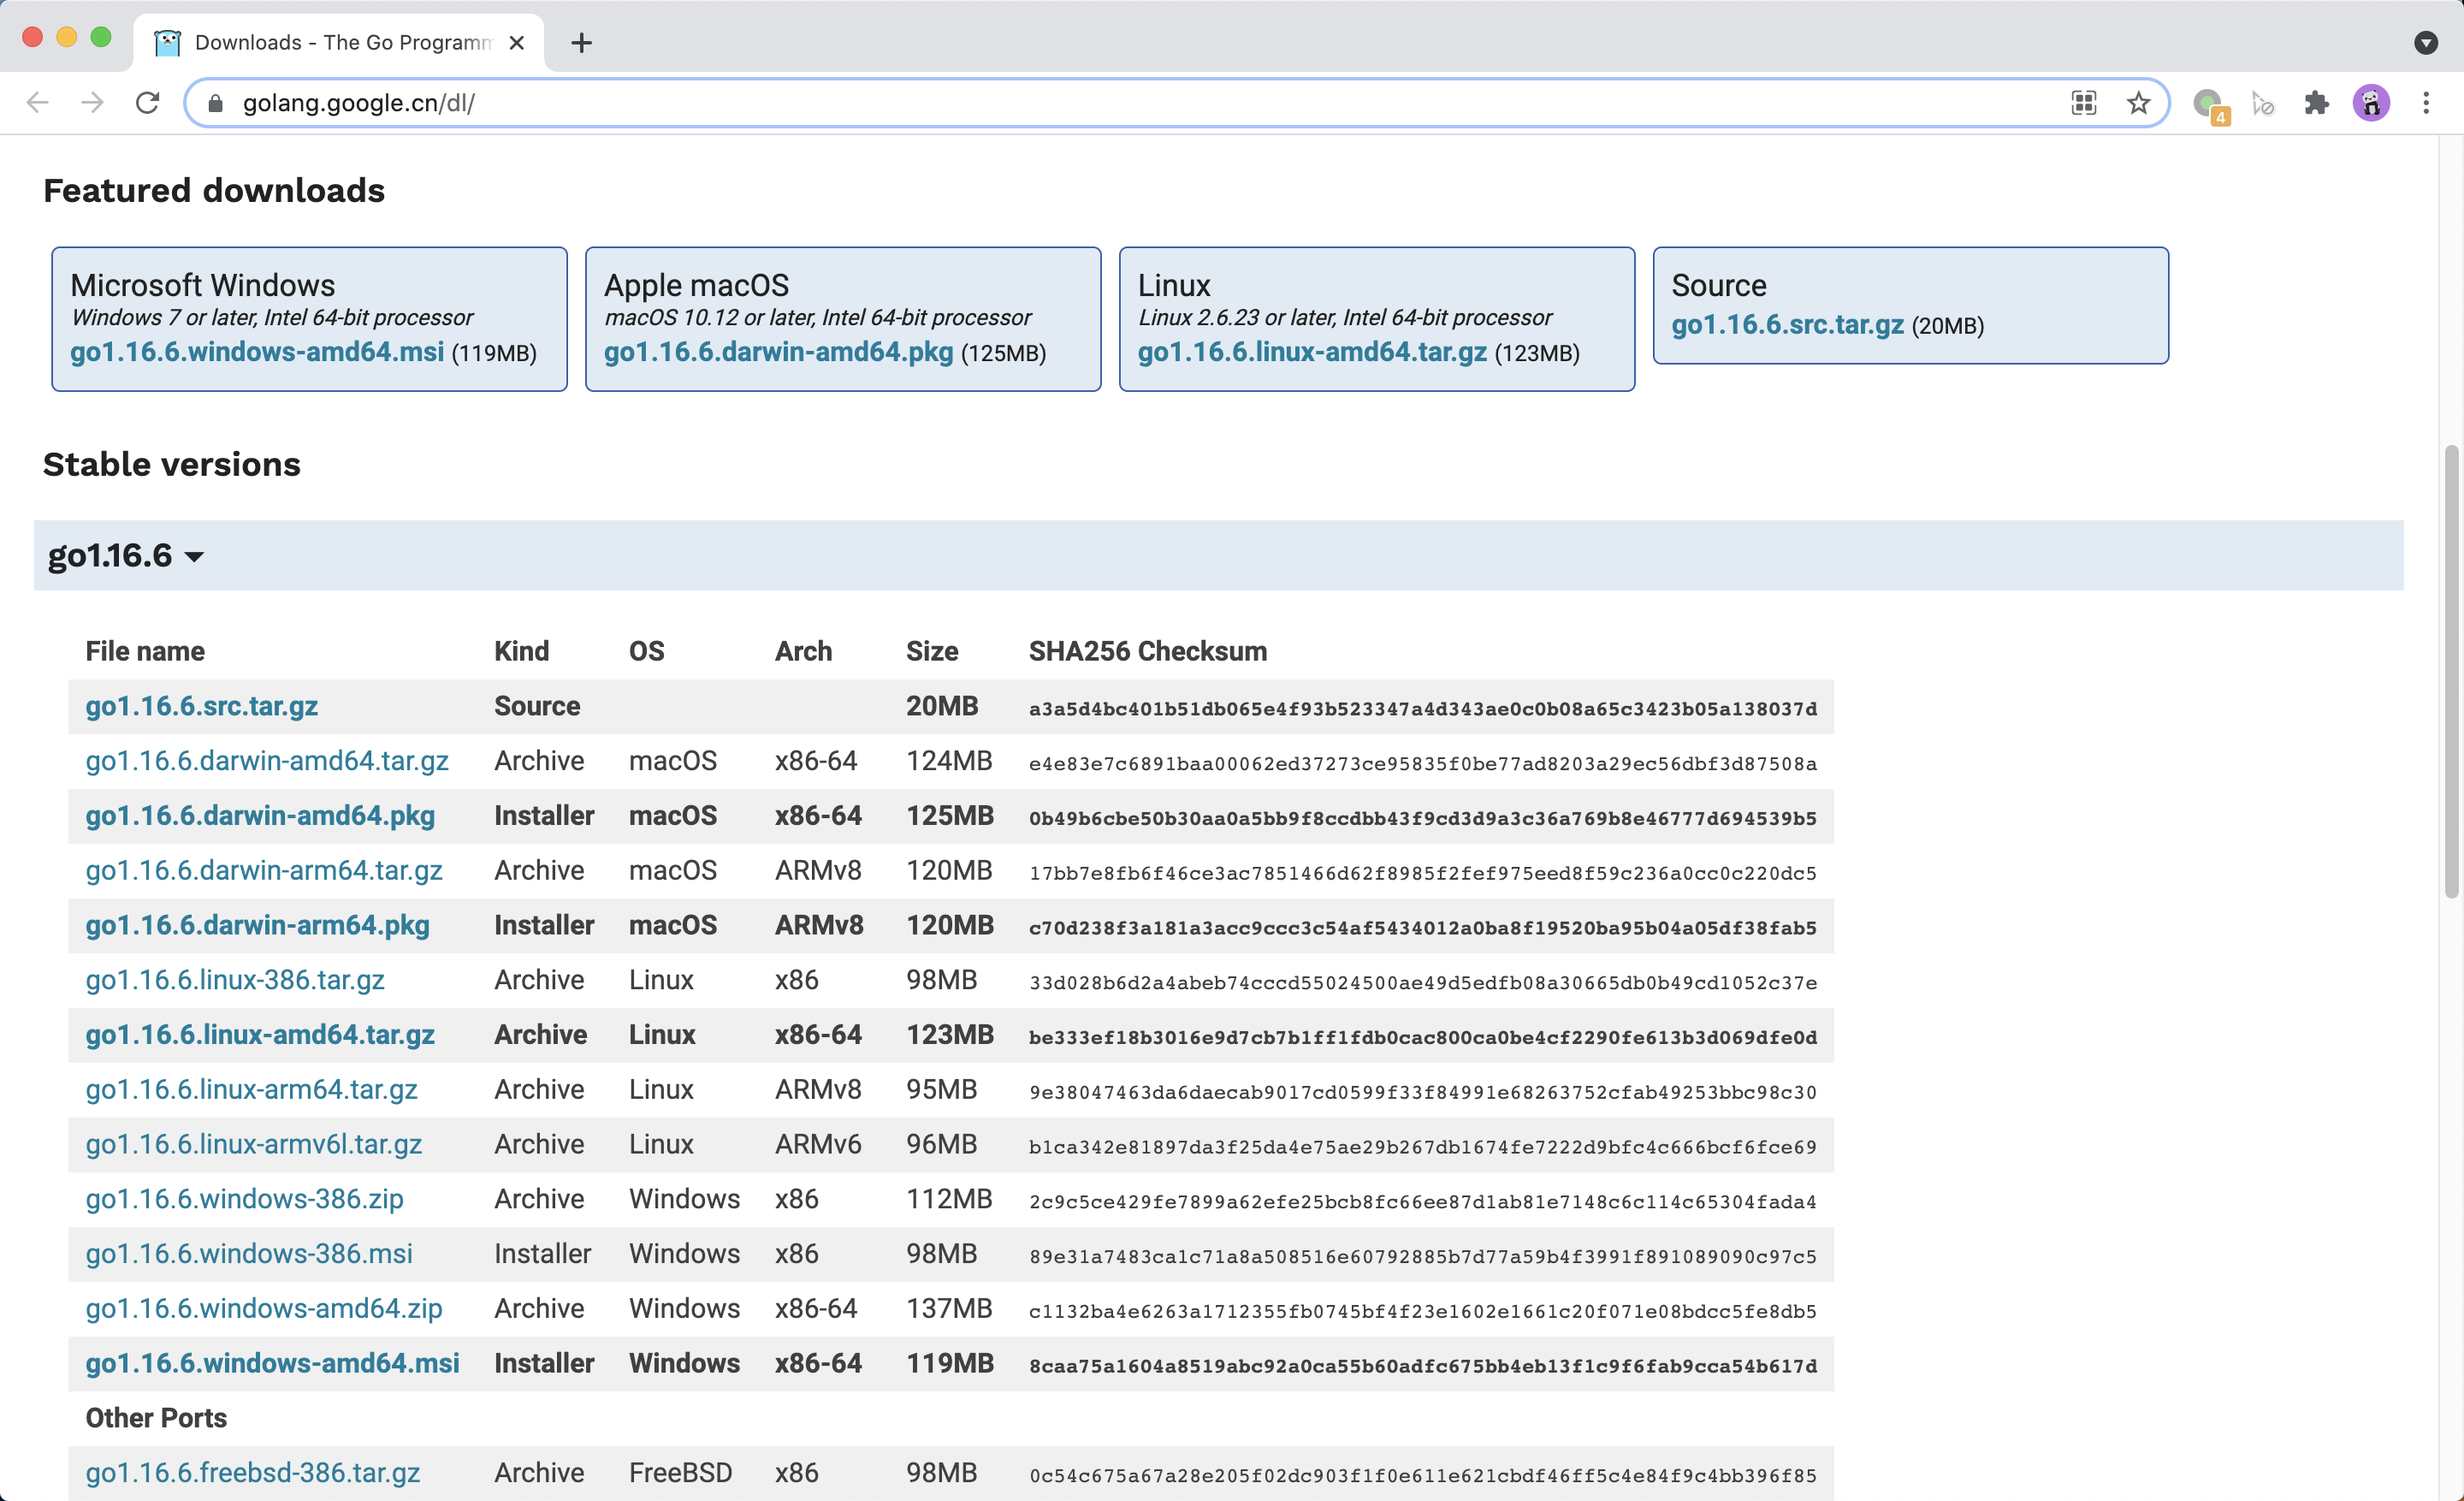 Downloads - The Go Programm
golang.google.cn/dl/
4
Featured downloads
Microsoft Windows
Windows 7 or later, Intel 64-bit processor
go1.16.6.windows-amd64.msi (119MB)
Apple macOS
macOS 10.12 or later, Intel 64-bit processor
go1.16.6.darwin-amd64.pkg (125MB)
Linux
Linux 2.6.23 or later, Intel 64-bit processor
go1.16.6.linux-amd64.tar.gz (123MB)
Source
go1.16.6.src.tar.gz (20MB)
Stable versions
go1.16.6
File name Kind OS Arch Size SHA256 Checksum
go1.16.6.src.tar.gz Source 20MB a3a5d4bc401b51db065e4f93b523347a4d343ae0c0b08a65c3423b05a138037d
go1.16.6.darwin-amd64.tar.gz Archive macOS x86-64 124MB e4e83e7c6891baa00062ed37273ce95835f0be77ad8203a29ec56dbf3d87508a
go1.16.6.darwin-amd64.pkg Installer macOS x86-64 125MB 0b49b6cbe50b30aa0a5bb9f8ccdbb43f9cd3d9a3c36a769b8e46777d694539b5
go1.16.6.darwin-arm64.tar.gz Archive macOS ARMv8 120MB 17bb7e8fb6f46ce3ac7851466d62f8985f2fef975eed8f59c236a0cc0c220dc5
go1.16.6.darwin-arm64.pkg Installer macOS ARMv8 120MB c70d238f3a181a3acc9ccc3c54af5434012a0ba8f19520ba95b04a05df38fab5
go1.16.6.linux-386.tar.gz Archive Linux x86 98MB 33d028b6d2a4abeb74cccd55024500ae49d5edfb08a30665db0b49cd1052c37e
go1.16.6.linux-amd64.tar.gz Archive Linux x86-64 123MB be333ef18b3016e9d7cb7b1ff1fdb0cac800ca0be4cf2290fe613b3d069dfe0d
go1.16.6.linux-arm64.tar.gz Archive Linux ARMv8 95MB 9e38047463da6daecab9017cd0599f33f84991e68263752cfab49253bbc98c30
go1.16.6.linux-armv6l.tar.gz Archive Linux ARMv6 96MB b1ca342e81897da3f25da4e75ae29b267db1674fe7222d9bfc4c666bcf6fce69
go1.16.6.windows-386.zip Archive Windows x86 112MB 2c9c5ce429fe7899a62efe25bcb8fc66ee87d1ab81e7148c6c114c65304fada4
go1.16.6.windows-386.msi Installer Windows x86 98MB 89e31a7483ca1c71a8a508516e60792885b7d77a59b4f3991f891089090c97c5
go1.16.6.windows-amd64.zip Archive Windows x86-64 137MB c1132ba4e6263a1712355fb0745bf4f23e1602e1661c20f071e08bdcc5fe8db5
go1.16.6.windows-amd64.msi Installer Windows x86-64 119MB 8caa75a1604a8519abc92a0ca55b60adfc675bb4eb13f1c9f6fab9cca54b617d
Other Ports
go1.16.6.freebsd-386.tar.gz Archive FreeBSD x86 98MB 0c54c675a67a28e205f02dc903f1f0e611e621cbdf46ff5c4e84f9c4bb396f85